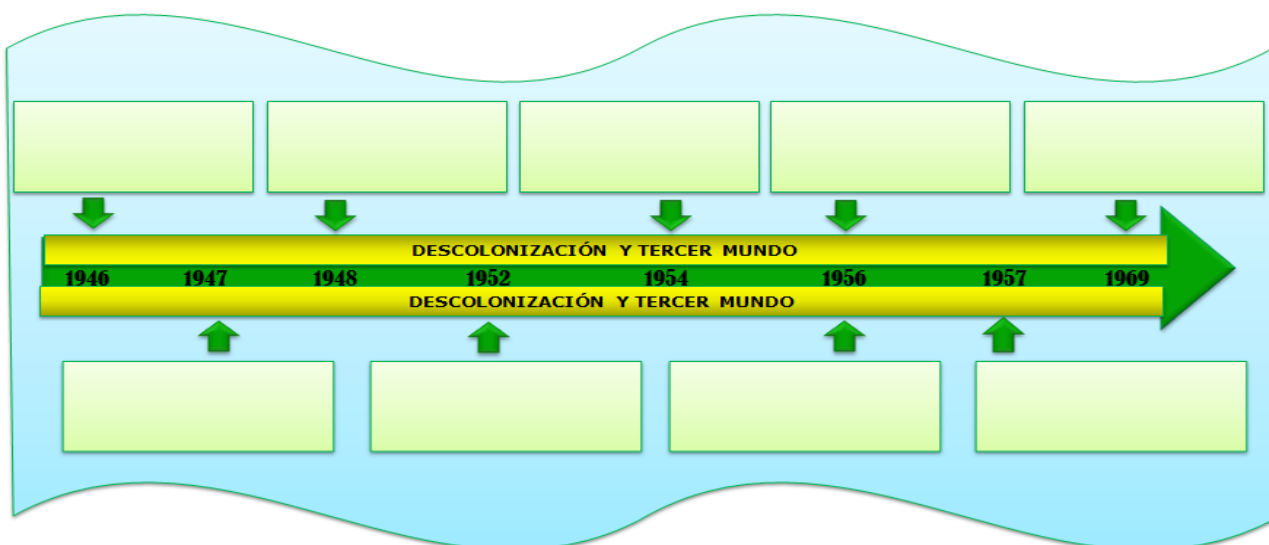 DESCOLONIZACIÓN Y TERCER MUNDO
1946 1947 1948 1952 1954 1956 1957 1969
DESCOLONIZACIÓN Y TERCER MUNDO